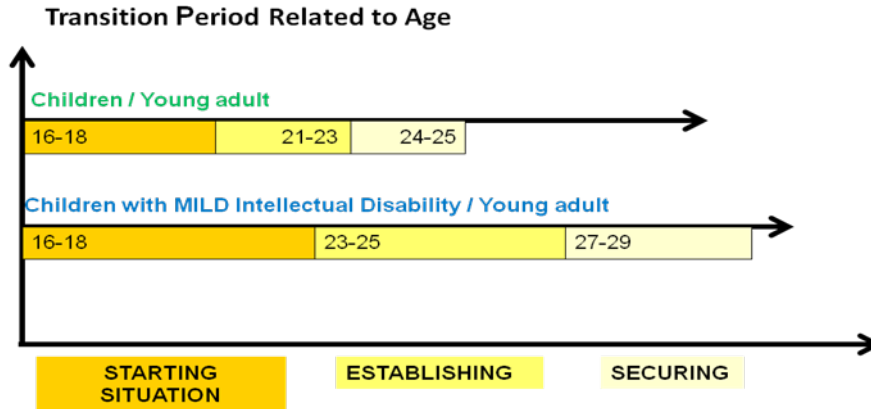 Transition Period Related to Age
Children / Young adult
16-18 21-23 24-25
Children with MILD Intellectual Disability / Young adult
16-18 23-25 27-29
STARTING
SITUATION
ESTABLISHING
SECURING